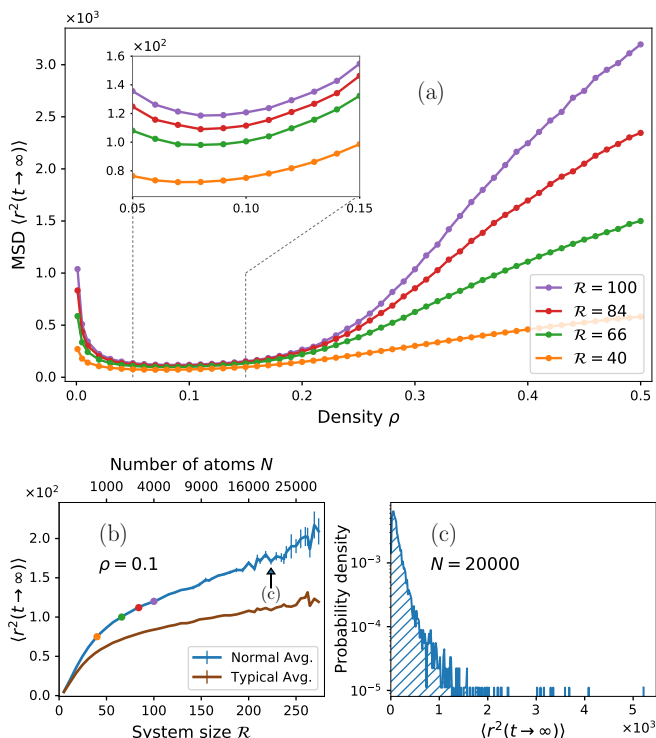 ×10³
(a)
×10²
1.6
1.4
1.2
1.0
0.8
0.05 0.10 0.15
3.0
2.5
2.0
1.5
1.0
0.5
0.0
MSD ⟨r²(t → ∞)⟩
ℛ = 100
ℛ = 84
ℛ = 66
ℛ = 40
0.0 0.1 0.2 0.3 0.4 0.5
Density ρ
Number of atoms N
1000 4000 9000 16000 25000
×10²
(b)
ρ = 0.1
2.0
1.5
1.0
0.5
0.0
⟨r²(t → ∞)⟩
(c)
Normal Avg.
Typical Avg.
0 50 100 150 200 250
System size ℛ
(c)
N = 20000
10⁻³
10⁻⁴
10⁻⁵
Probability density
0 1 2 3 4 5
×10³
⟨r²(t → ∞)⟩